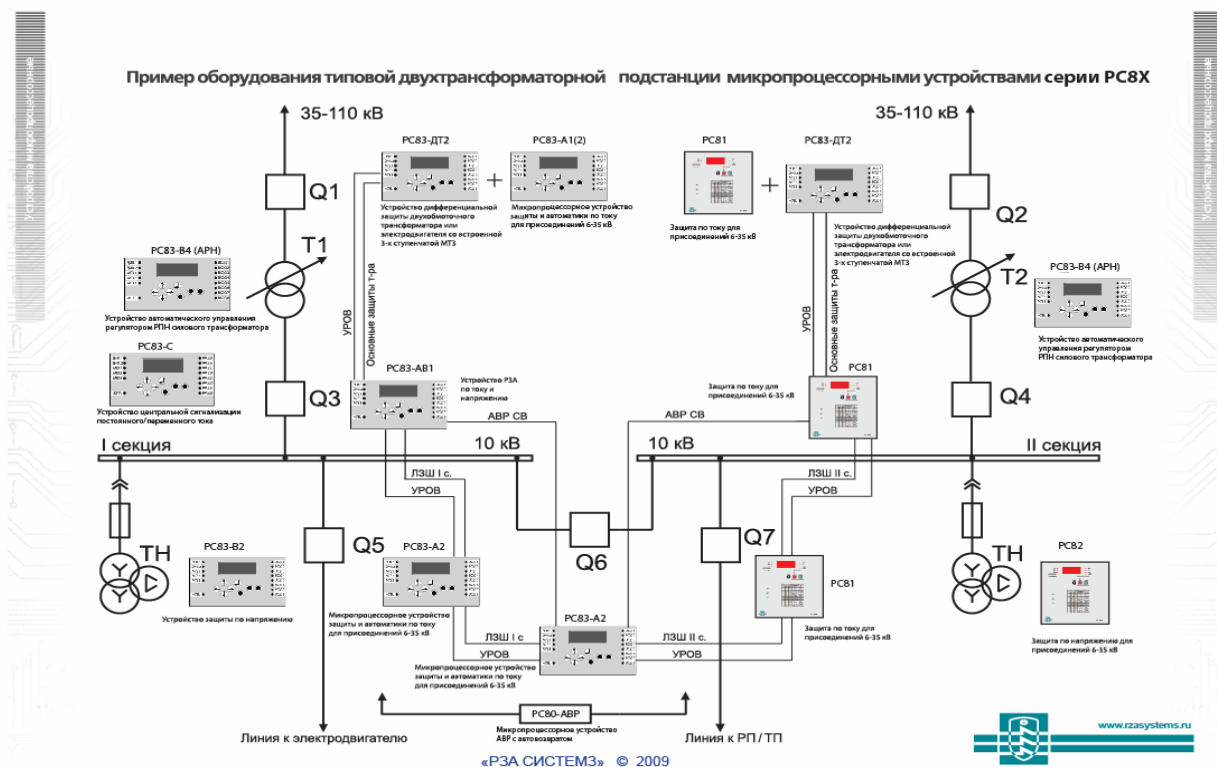 Пример оборудования типовой двухтрансформаторной подстанции микропроцессорными устройствами серии РС8Х
35-110 кВ
35-110 кВ
РС83-ДТ2
РС83-А1(2)
РС81
РС83-ДТ2
Q1
Q2
Устройство дифференциальной
защиты двухобмоточного
трансформатора или
электродвигателя со встроенной
3-х ступенчатой МТЗ
Микропроцессорное устройство
защиты и автоматики по току
для присоединений 6-35 кВ
Защита по току для
присоединений 6-35 кВ
Устройство дифференциальной
защиты двухобмоточного
трансформатора или
электродвигателя со встроенной
3-х ступенчатой МТЗ
Т1
Т2
РС83-В4 (АРН)
Устройство автоматического управления
регулятором РПН силового трансформатора
РС83-В4 (АРН)
Устройство автоматического
управления регулятором
РПН силового трансформатора
УРОВ
Основные защиты т-ра
УРОВ
Основные защиты т-ра
РС83-С
Устройство центральной сигнализации
постоянного/переменного тока
Q3
РС83-АВ1
Устройство РЗА
по току и
напряжению
Защита по току для
присоединений 6-35 кВ
РС81
Q4
АВР СВ
АВР СВ
I секция
10 кВ
10 кВ
II секция
ЛЗШ I с.
УРОВ
ЛЗШ II с.
УРОВ
ТН
РС83-В2
Устройство защиты по напряжению
Q5
РС83-А2
Микропроцессорное устройство
защиты и автоматики по току
для присоединений 6-35 кВ
Q6
Q7
РС81
Защита по току для
присоединений 6-35 кВ
ТН
РС82
Защита по напряжению для
присоединений 6-35 кВ
РС83-А2
ЛЗШ I с
УРОВ
ЛЗШ II с.
УРОВ
Микропроцессорное устройство
защиты и автоматики по току
для присоединений 6-35 кВ
РС80-АВР
Микропроцессорное устройство
АВР с автовозвратом
Линия к электродвигателю
Линия к РП / ТП
www.rzasystems.ru
«РЗА СИСТЕМЗ» © 2009